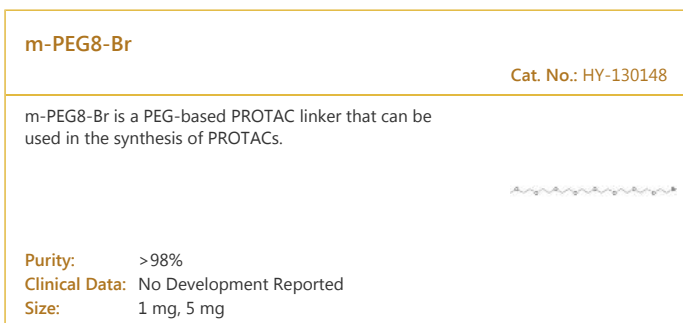 m-PEG8-Br
Cat. No.: HY-130148
m-PEG8-Br is a PEG-based PROTAC linker that can be
used in the synthesis of PROTACs.
Purity: >98%
Clinical Data: No Development Reported
Size: 1 mg, 5 mg